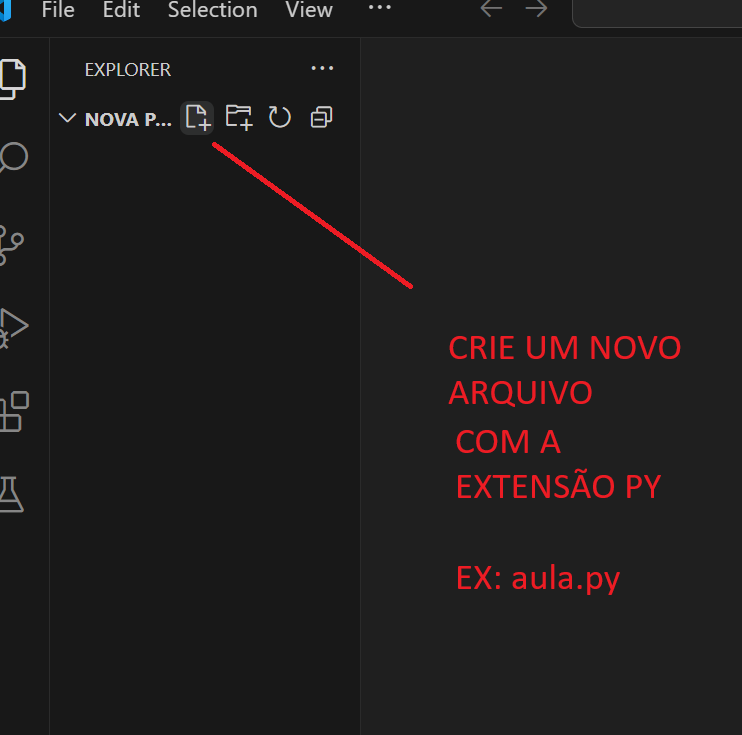 File Edit Selection View ...
EXPLORER ...
NOVA P...
CRIE UM NOVO
ARQUIVO
COM A
EXTENSÃO PY
EX: aula.py